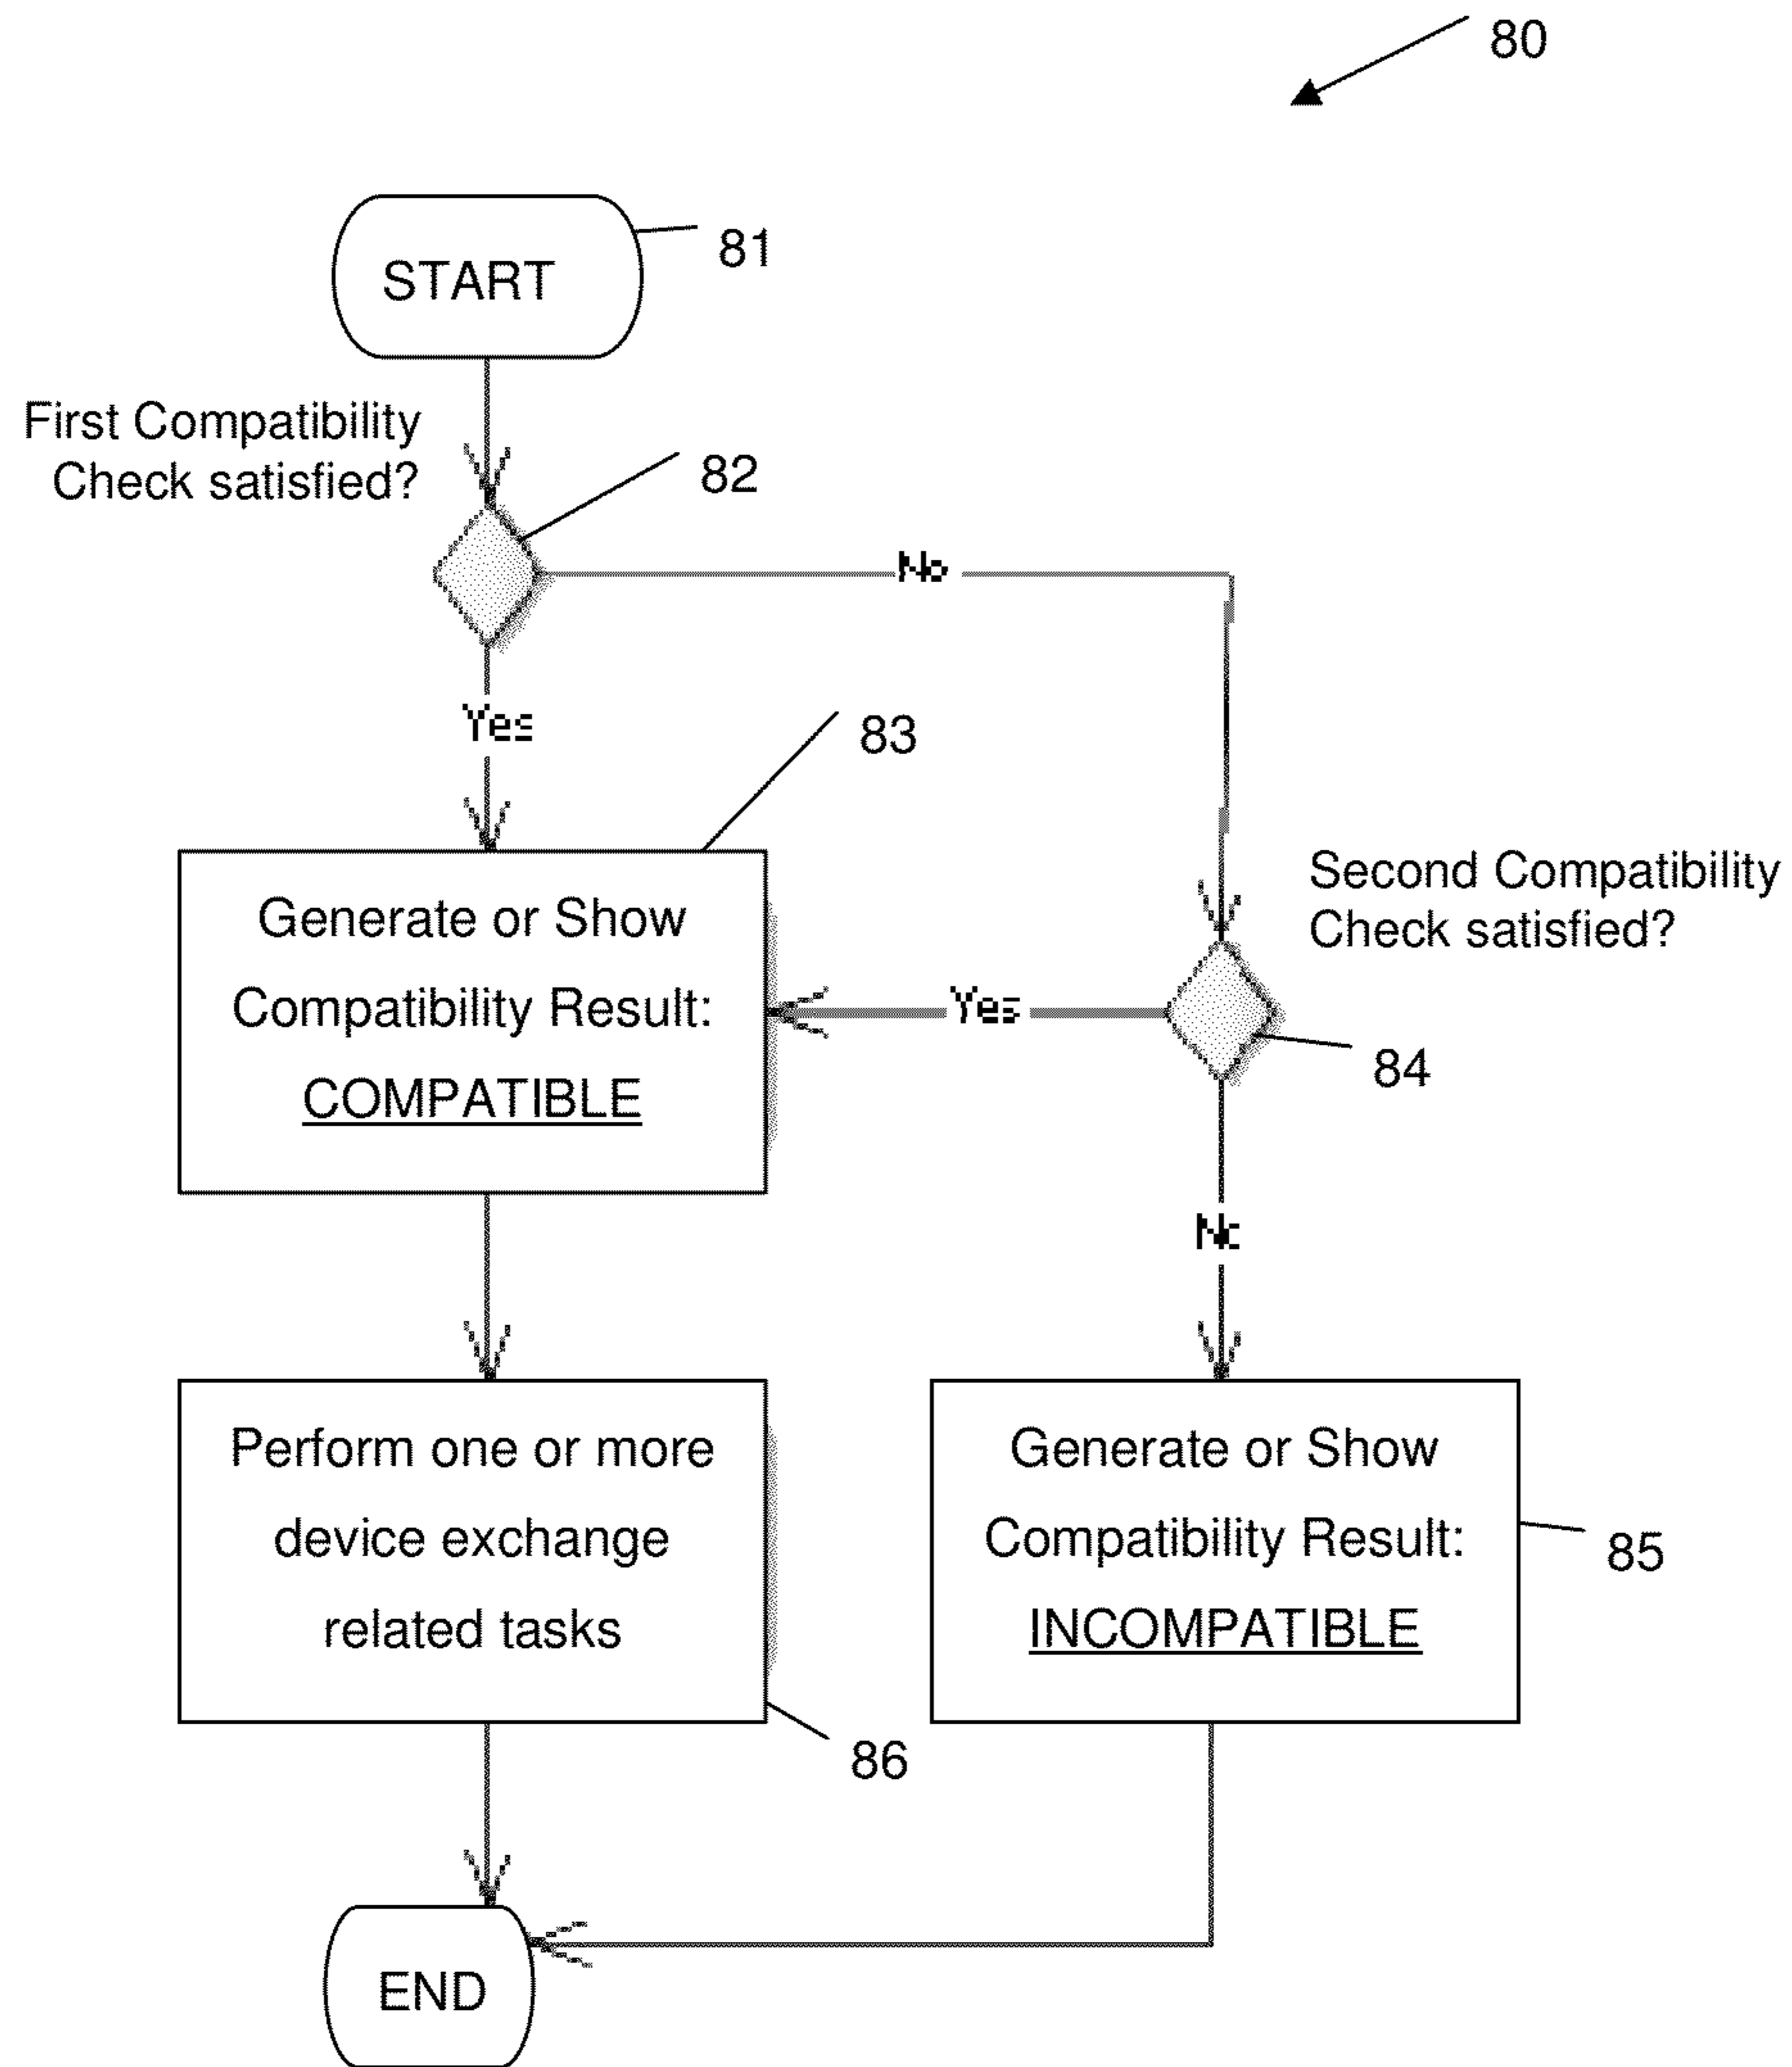 80
START
81
First Compatibility
Check satisfied?
82
No
Yes
83
Generate or Show
Compatibility Result:
COMPATIBLE
Second Compatibility
Check satisfied?
Yes
84
No
Perform one or more
device exchange
related tasks
86
Generate or Show
Compatibility Result:
INCOMPATIBLE
85
END